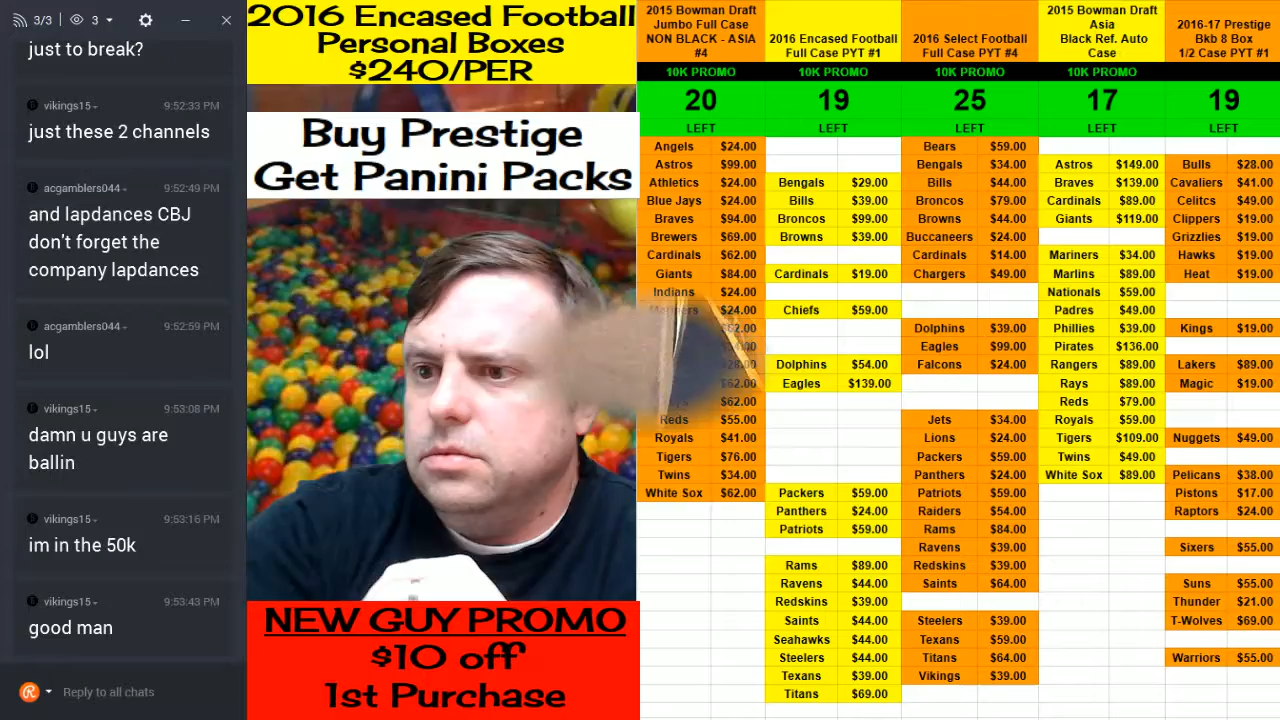 3/3 3
just to break?
vikings15 9:52:33 PM
just these 2 channels
acgamblers044 9:52:49 PM
and lapdances CBJ
don't forget the
company lapdances
acgamblers044 9:52:59 PM
lol
vikings15 9:53:08 PM
damn u guys are
ballin
vikings15 9:53:16 PM
im in the 50k
vikings15 9:53:43 PM
good man
Reply to all chats
2016 Encased Football
Personal Boxes
$240/PER
Buy Prestige
Get Panini Packs
NEW GUY PROMO
$10 off
1st Purchase
2015 Bowman Draft
Jumbo Full Case
NON BLACK - ASIA
#4
10K PROMO
20
LEFT
Angels $24.00
Astros $99.00
Athletics $24.00
Blue Jays $24.00
Braves $94.00
Brewers $69.00
Cardinals $62.00
Giants $84.00
Indians $24.00
$24.00
$62.00
$62.00
Reds $55.00
Royals $41.00
Tigers $76.00
Twins $34.00
White Sox $62.00
2016 Encased Football
Full Case PYT #1
10K PROMO
19
LEFT
Bengals $29.00
Bills $39.00
Broncos $99.00
Browns $39.00
Cardinals $19.00
Chiefs $59.00
Dolphins $54.00
Eagles $139.00
Packers $59.00
Panthers $24.00
Patriots $59.00
Rams $89.00
Ravens $44.00
Redskins $39.00
Saints $44.00
Seahawks $44.00
Steelers $44.00
Texans $39.00
Titans $69.00
2016 Select Football
Full Case PYT #4
10K PROMO
25
LEFT
Bears $59.00
Bengals $34.00
Bills $44.00
Broncos $79.00
Browns $44.00
Buccaneers $24.00
Cardinals $14.00
Chargers $49.00
Dolphins $39.00
Eagles $99.00
Falcons $24.00
Jets $34.00
Lions $24.00
Packers $59.00
Panthers $24.00
Patriots $59.00
Raiders $54.00
Rams $84.00
Ravens $39.00
Redskins $39.00
Saints $64.00
Steelers $39.00
Texans $59.00
Titans $64.00
Vikings $39.00
2015 Bowman Draft
Asia
Black Ref. Auto
Case
10K PROMO
17
LEFT
Astros $149.00
Braves $139.00
Cardinals $89.00
Giants $119.00
Mariners $34.00
Marlins $89.00
Nationals $59.00
Padres $49.00
Phillies $39.00
Pirates $136.00
Rangers $89.00
Rays $89.00
Reds $79.00
Royals $59.00
Tigers $109.00
Twins $49.00
White Sox $89.00
2016-17 Prestige
Bkb 8 Box
1/2 Case PYT #1
19
LEFT
Bulls $28.00
Cavaliers $41.00
Celitcs $49.00
Clippers $19.00
Grizzlies $19.00
Hawks $19.00
Heat $19.00
Kings $19.00
Lakers $89.00
Magic $19.00
Nuggets $49.00
Pelicans $38.00
Pistons $17.00
Raptors $24.00
Sixers $55.00
Suns $55.00
Thunder $21.00
T-Wolves $69.00
Warriors $55.00